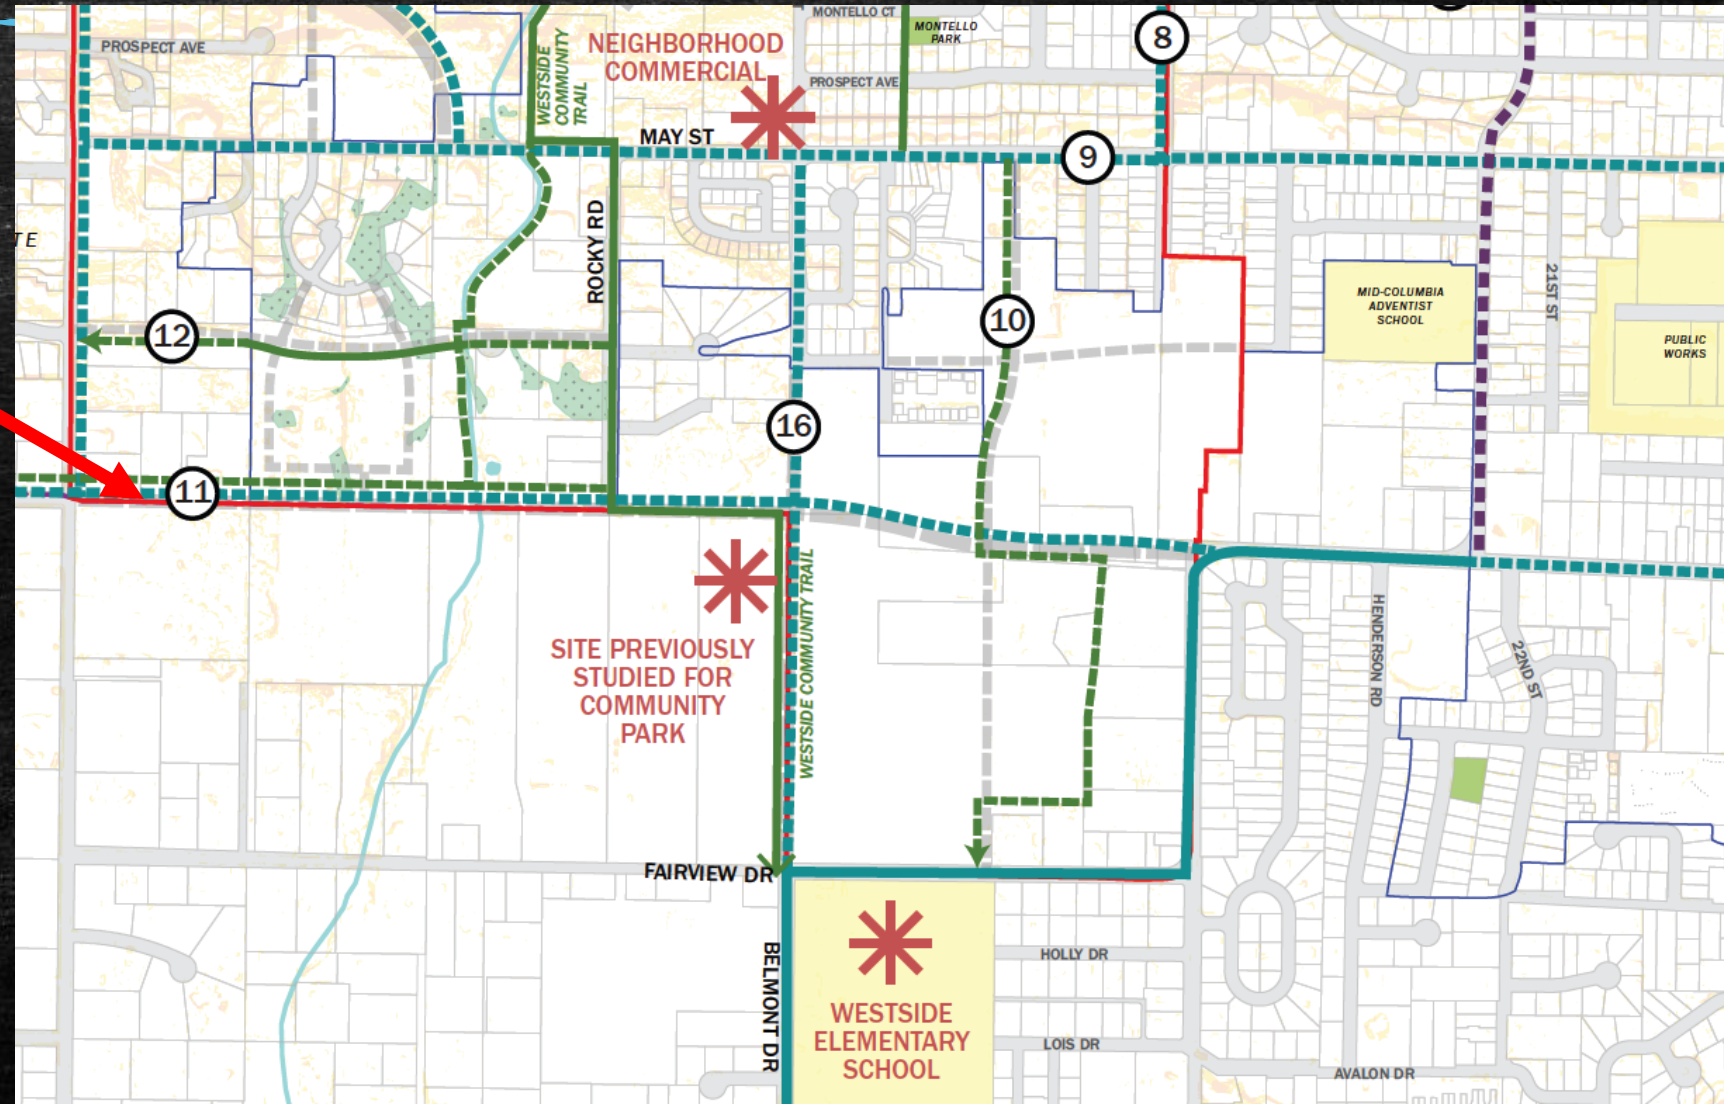 MONTELLO CT
PROSPECT AVE
NEIGHBORHOOD
COMMERCIAL
WESTSIDE
COMMUNITY
TRAIL
MONTELLO
PARK
8
PROSPECT AVE
MAY ST
9
ROCKY RD
TE
21ST ST
MID-COLUMBIA
ADVENTIST
SCHOOL
12
10
PUBLIC
WORKS
16
11
WESTSIDE COMMUNITY TRAIL
SITE PREVIOUSLY
STUDIED FOR
COMMUNITY
PARK
HENDERSON RD
22ND ST
FAIRVIEW DR
BELMONT DR
HOLLY DR
WESTSIDE
ELEMENTARY
SCHOOL
LOIS DR
AVALON DR